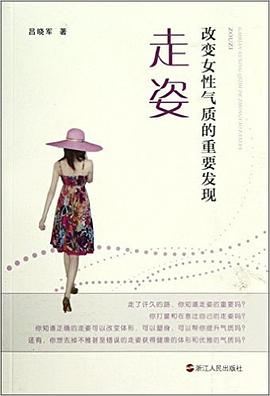 吕晓军 著
走姿
改变女性气质的重要发现
ZOUZI
走了许久的路,你知道走姿的重要吗?
你打量和在意过自己的走姿吗?
你知道正确的走姿可以改变体形,可以塑身,可以帮你提升气质吗?
还有,你想去掉不雅甚至错误的走姿获得健康的体形和优雅的气质吗?
浙江人民出版社